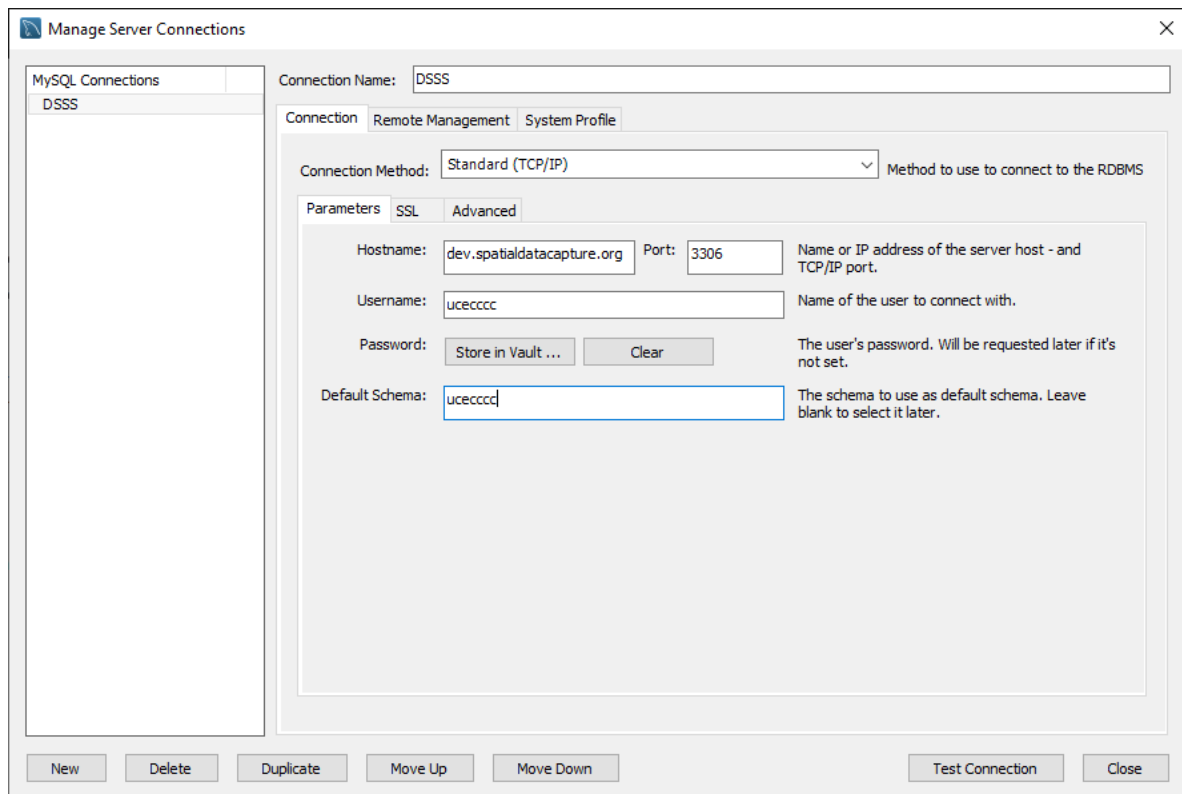 Manage Server Connections
MySQL Connections
DSSS
Connection Name: DSSS
Connection Remote Management System Profile
Connection Method: Standard (TCP/IP) Method to use to connect to the RDBMS
Parameters SSL Advanced
Hostname: dev.spatialdatacapture.org Port: 3306 Name or IP address of the server host - and
TCP/IP port.
Username: ucecccc Name of the user to connect with.
Password: Store in Vault ... Clear The user's password. Will be requested later if it's
not set.
Default Schema: ucecccc The schema to use as default schema. Leave
blank to select it later.
New Delete Duplicate Move Up Move Down Test Connection Close